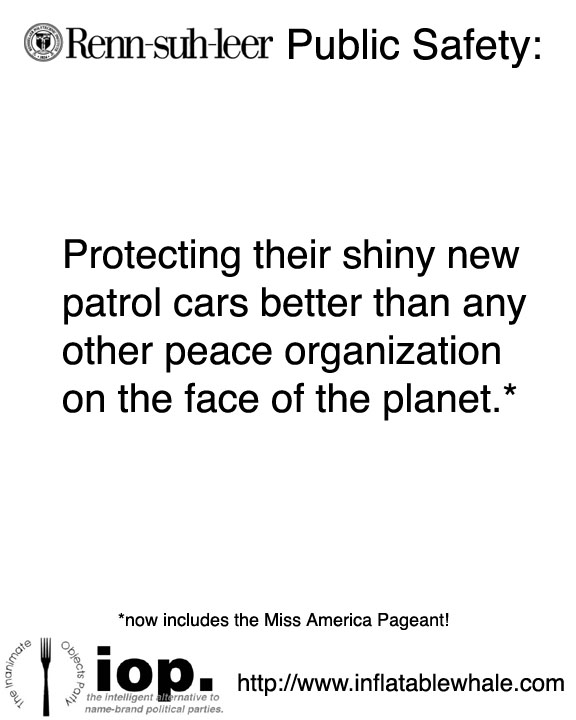 Renn-suh-leer Public Safety:
Protecting their shiny new
patrol cars better than any
other peace organization
on the face of the planet.*
*now includes the Miss America Pageant!
The Inanimate Objects Party
iop.
the intelligent alternative to
name-brand political parties.
http://www.inflatablewhale.com